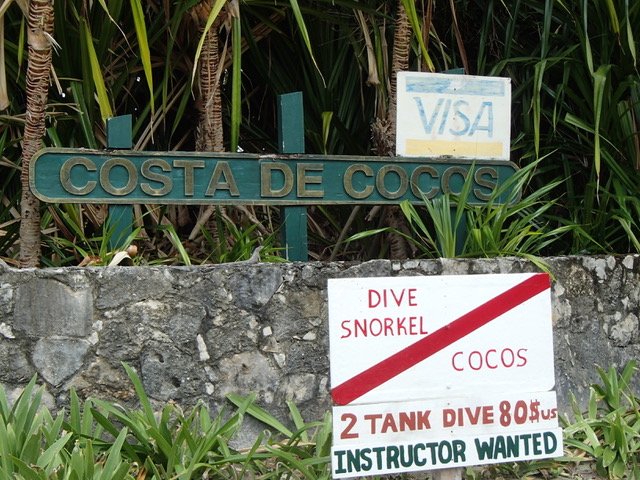 VISA
COSTA DE COCOS
DIVE
SNORKEL
COCOS
2 TANK DIVE 80$US
INSTRUCTOR WANTED